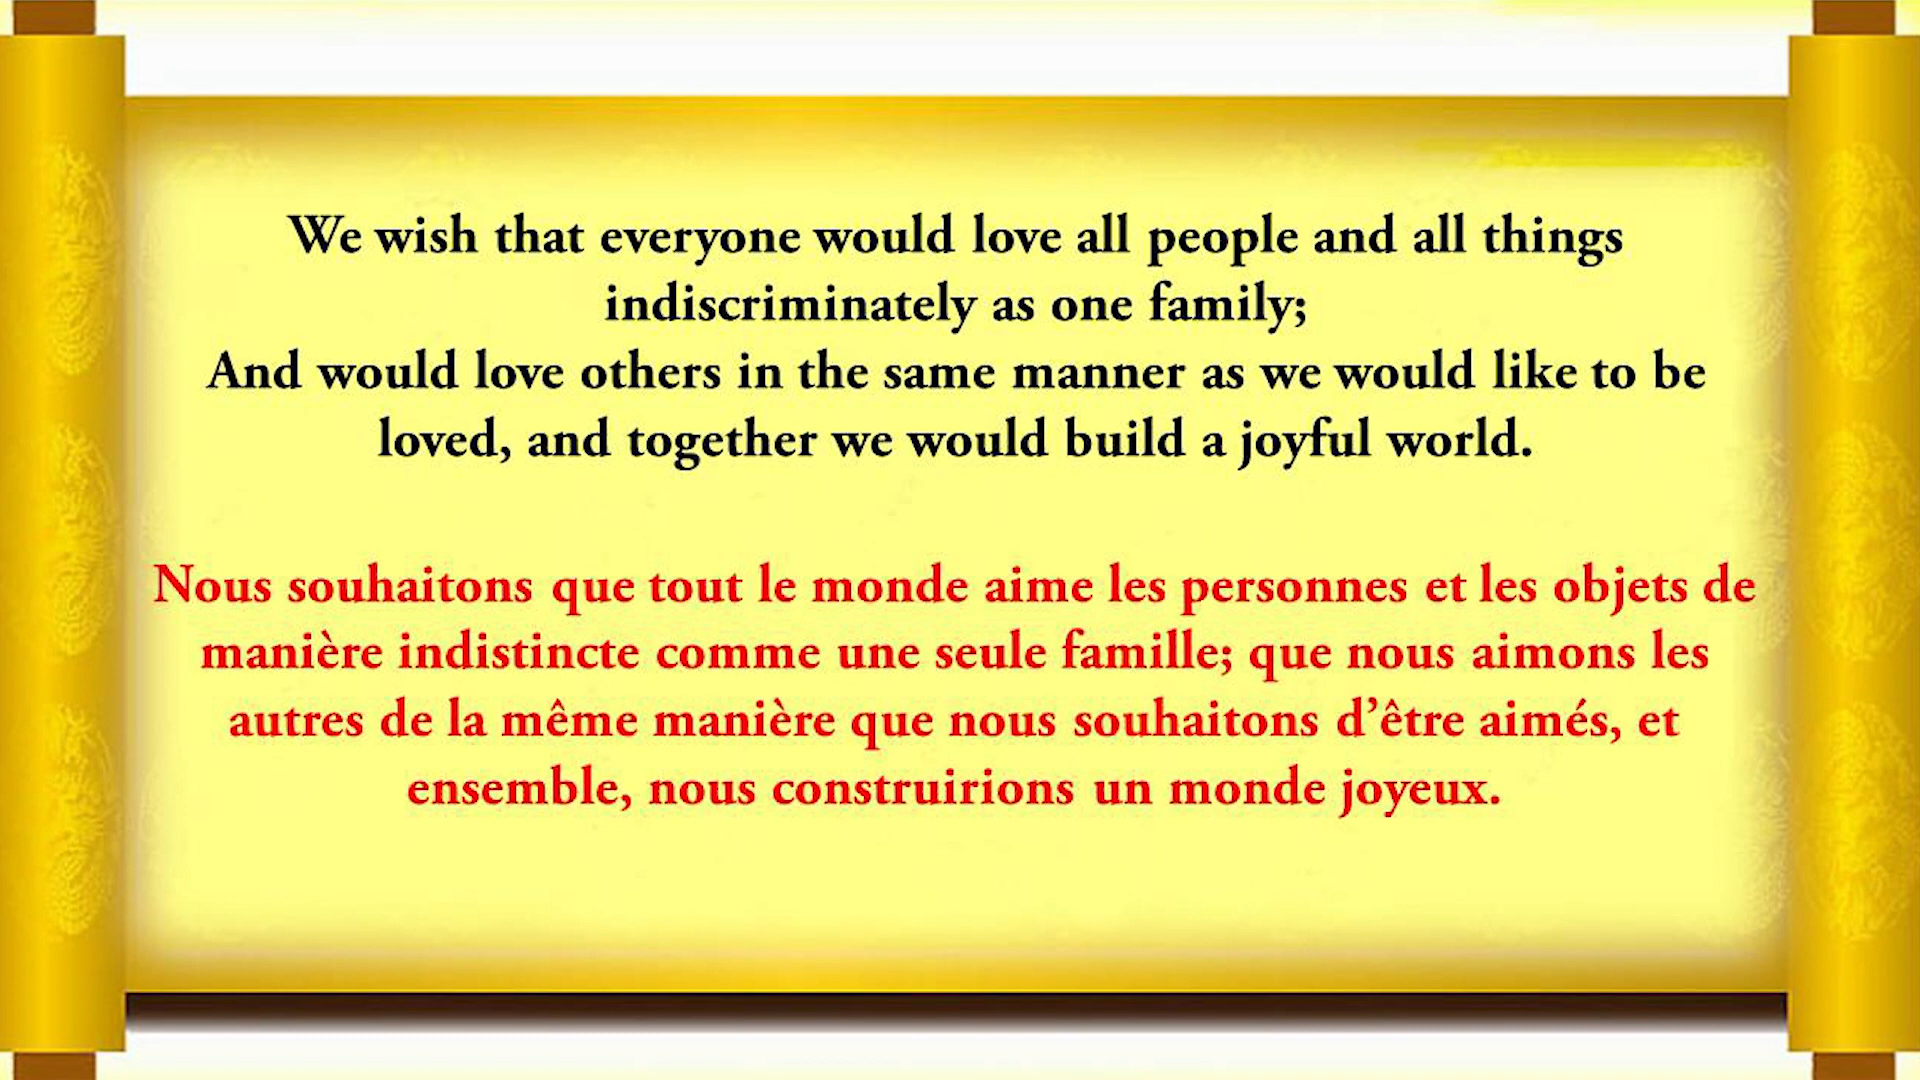 We wish that everyone would love all people and all things
indiscriminately as one family;
And would love others in the same manner as we would like to be
loved, and together we would build a joyful world.
Nous souhaitons que tout le monde aime les personnes et les objets de
manière indistincte comme une seule famille; que nous aimons les
autres de la même manière que nous souhaitons d’être aimés, et
ensemble, nous construirions un monde joyeux.